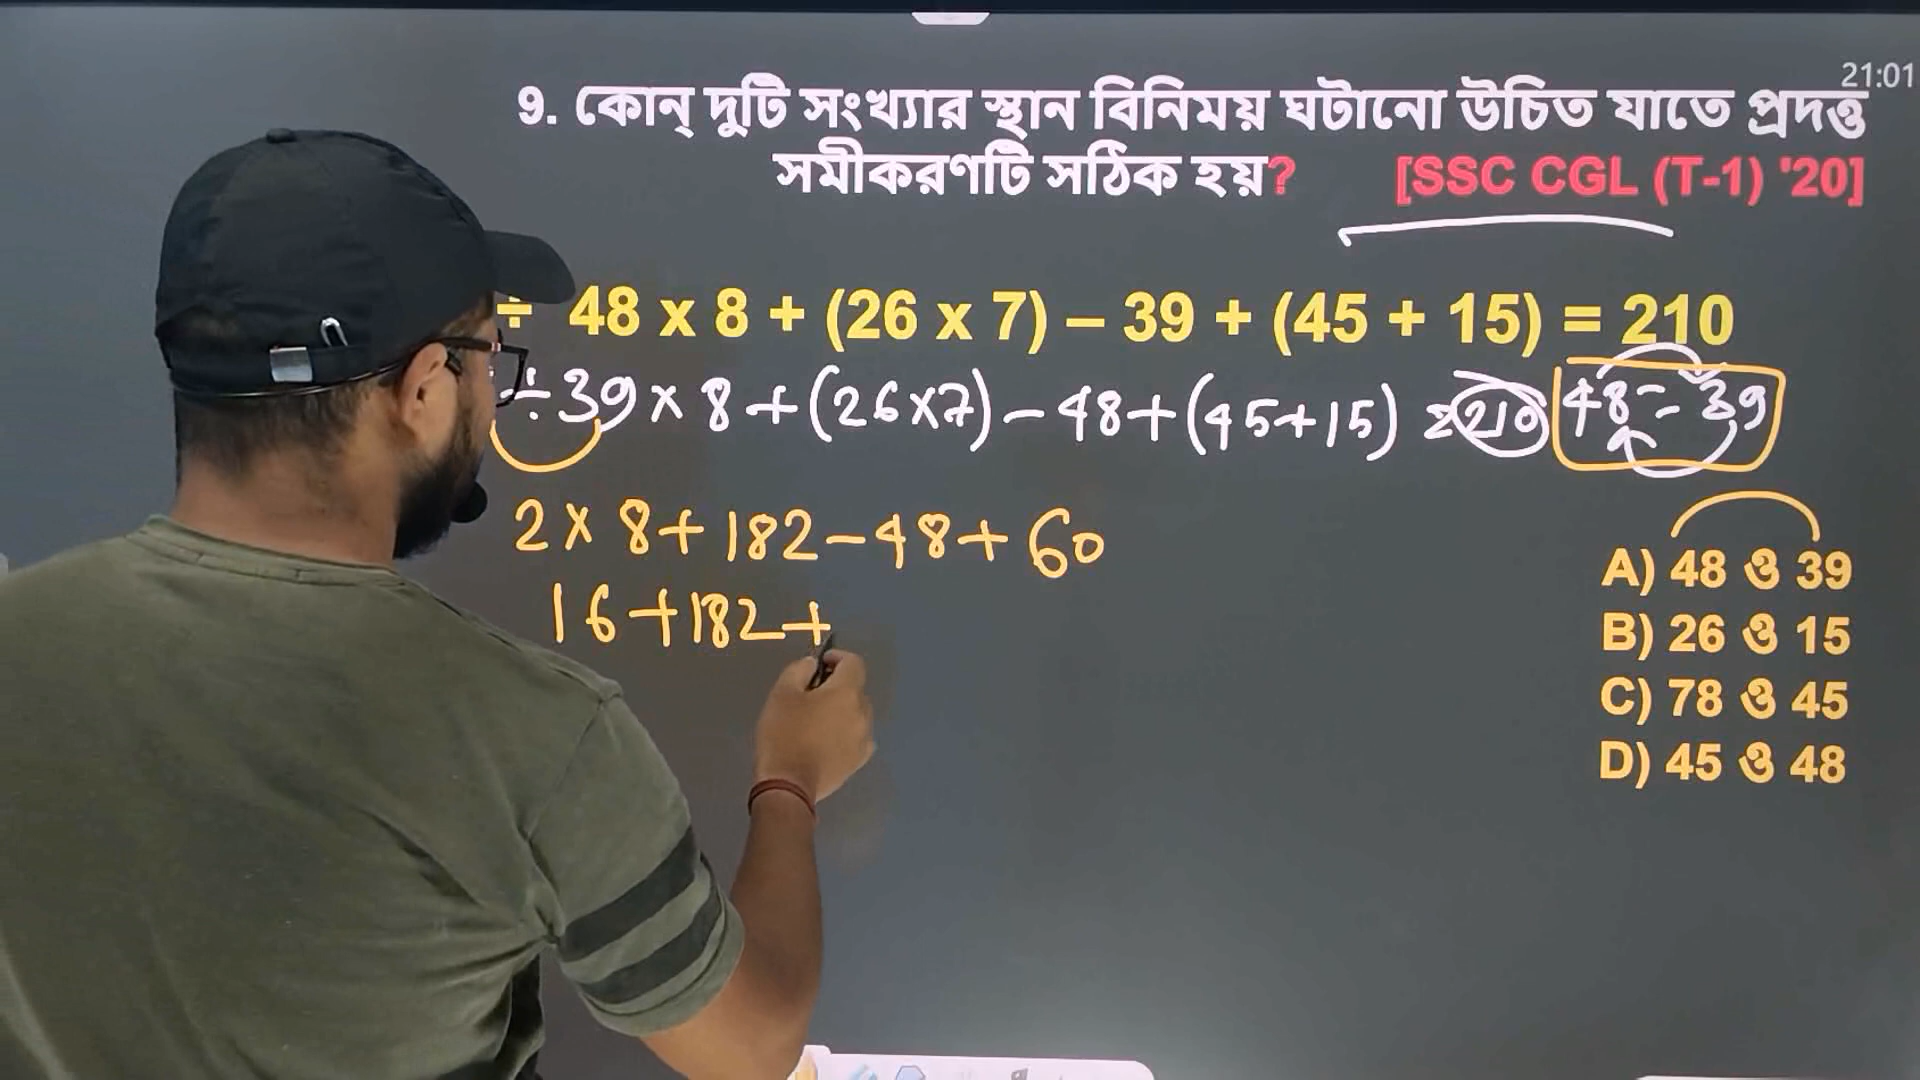 21:01
9. কোন্ দুটি সংখ্যার স্থান বিনিময় ঘটানো উচিত যাতে প্রদত্ত
সমীকরণটি সঠিক হয়? [SSC CGL (T-1) '20]
÷ 48 x 8 + (26 x 7) – 39 + (45 + 15) = 210
÷39 × 8 + (26×7) – 48 + (45+15) = 210 48 = 39
2 × 8 + 182 – 48 + 60
16 + 182 +
A) 48 ও 39
B) 26 ও 15
C) 78 ও 45
D) 45 ও 48